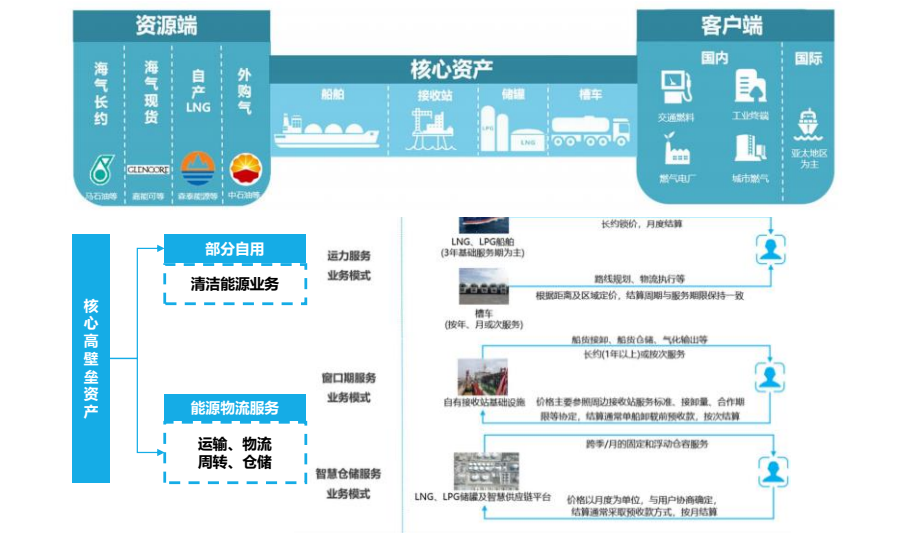 资源端
海气长约
海气现货
自产LNG
外购气
GLENCORE
马石油等
嘉能可等
森泰能源等
中石油等
核心资产
船舶
接收站
储罐
槽车
LPG
LNG
客户端
国内
国际
交通燃料
工业终端
燃气电厂
城市燃气
亚太地区
为主
核心高壁垒资产
部分自用
清洁能源业务
能源物流服务
运输、物流
周转、仓储
运力服务
业务模式
长约锁价，月度结算
LNG、LPG船舶
(3年基础服务期为主)
路线规划、物流执行等
根据距离及区域定价，结算周期与服务期限保持一致
槽车
(按年、月或次服务)
窗口期服务
业务模式
船货接卸、船货仓储、气化输出等
长约(1年以上)或按次服务
自有接收站基础设施
价格主要参照周边接收站服务标准、接卸量、合作期
限等协定，结算通常单船卸载前预收款，按次结算
智慧仓储服务
业务模式
跨季/月的固定和浮动仓容服务
LNG、LPG储罐及智慧供应链平台
价格以月度为单位，与用户协商确定，
结算通常采取预收款方式，按月结算